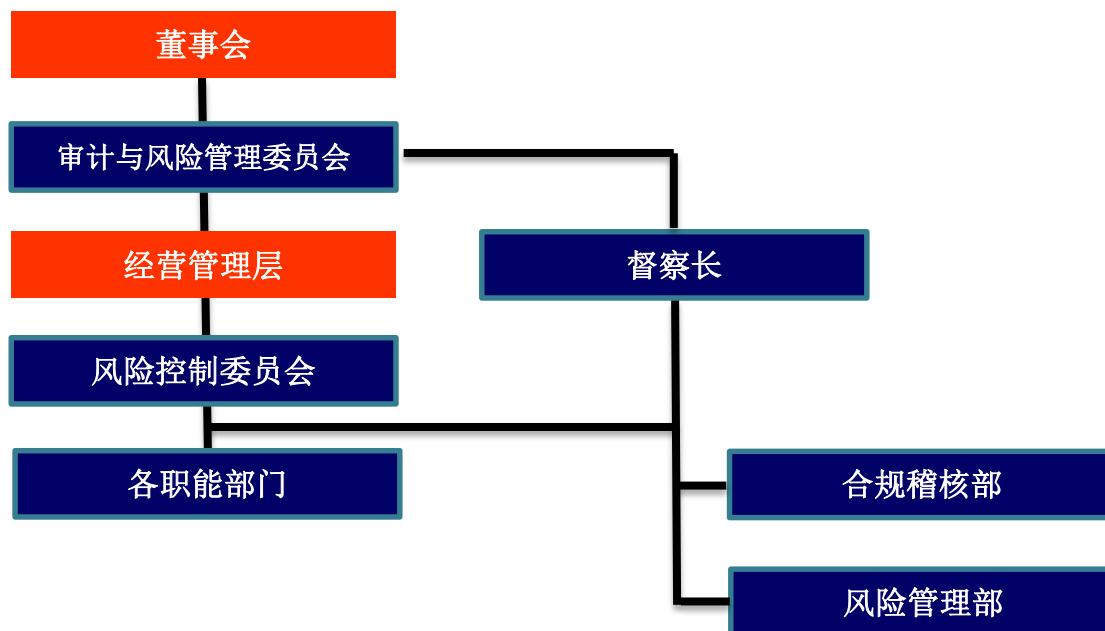 董事会
审计与风险管理委员会
经营管理层
督察长
风险控制委员会
各职能部门
合规稽核部
风险管理部